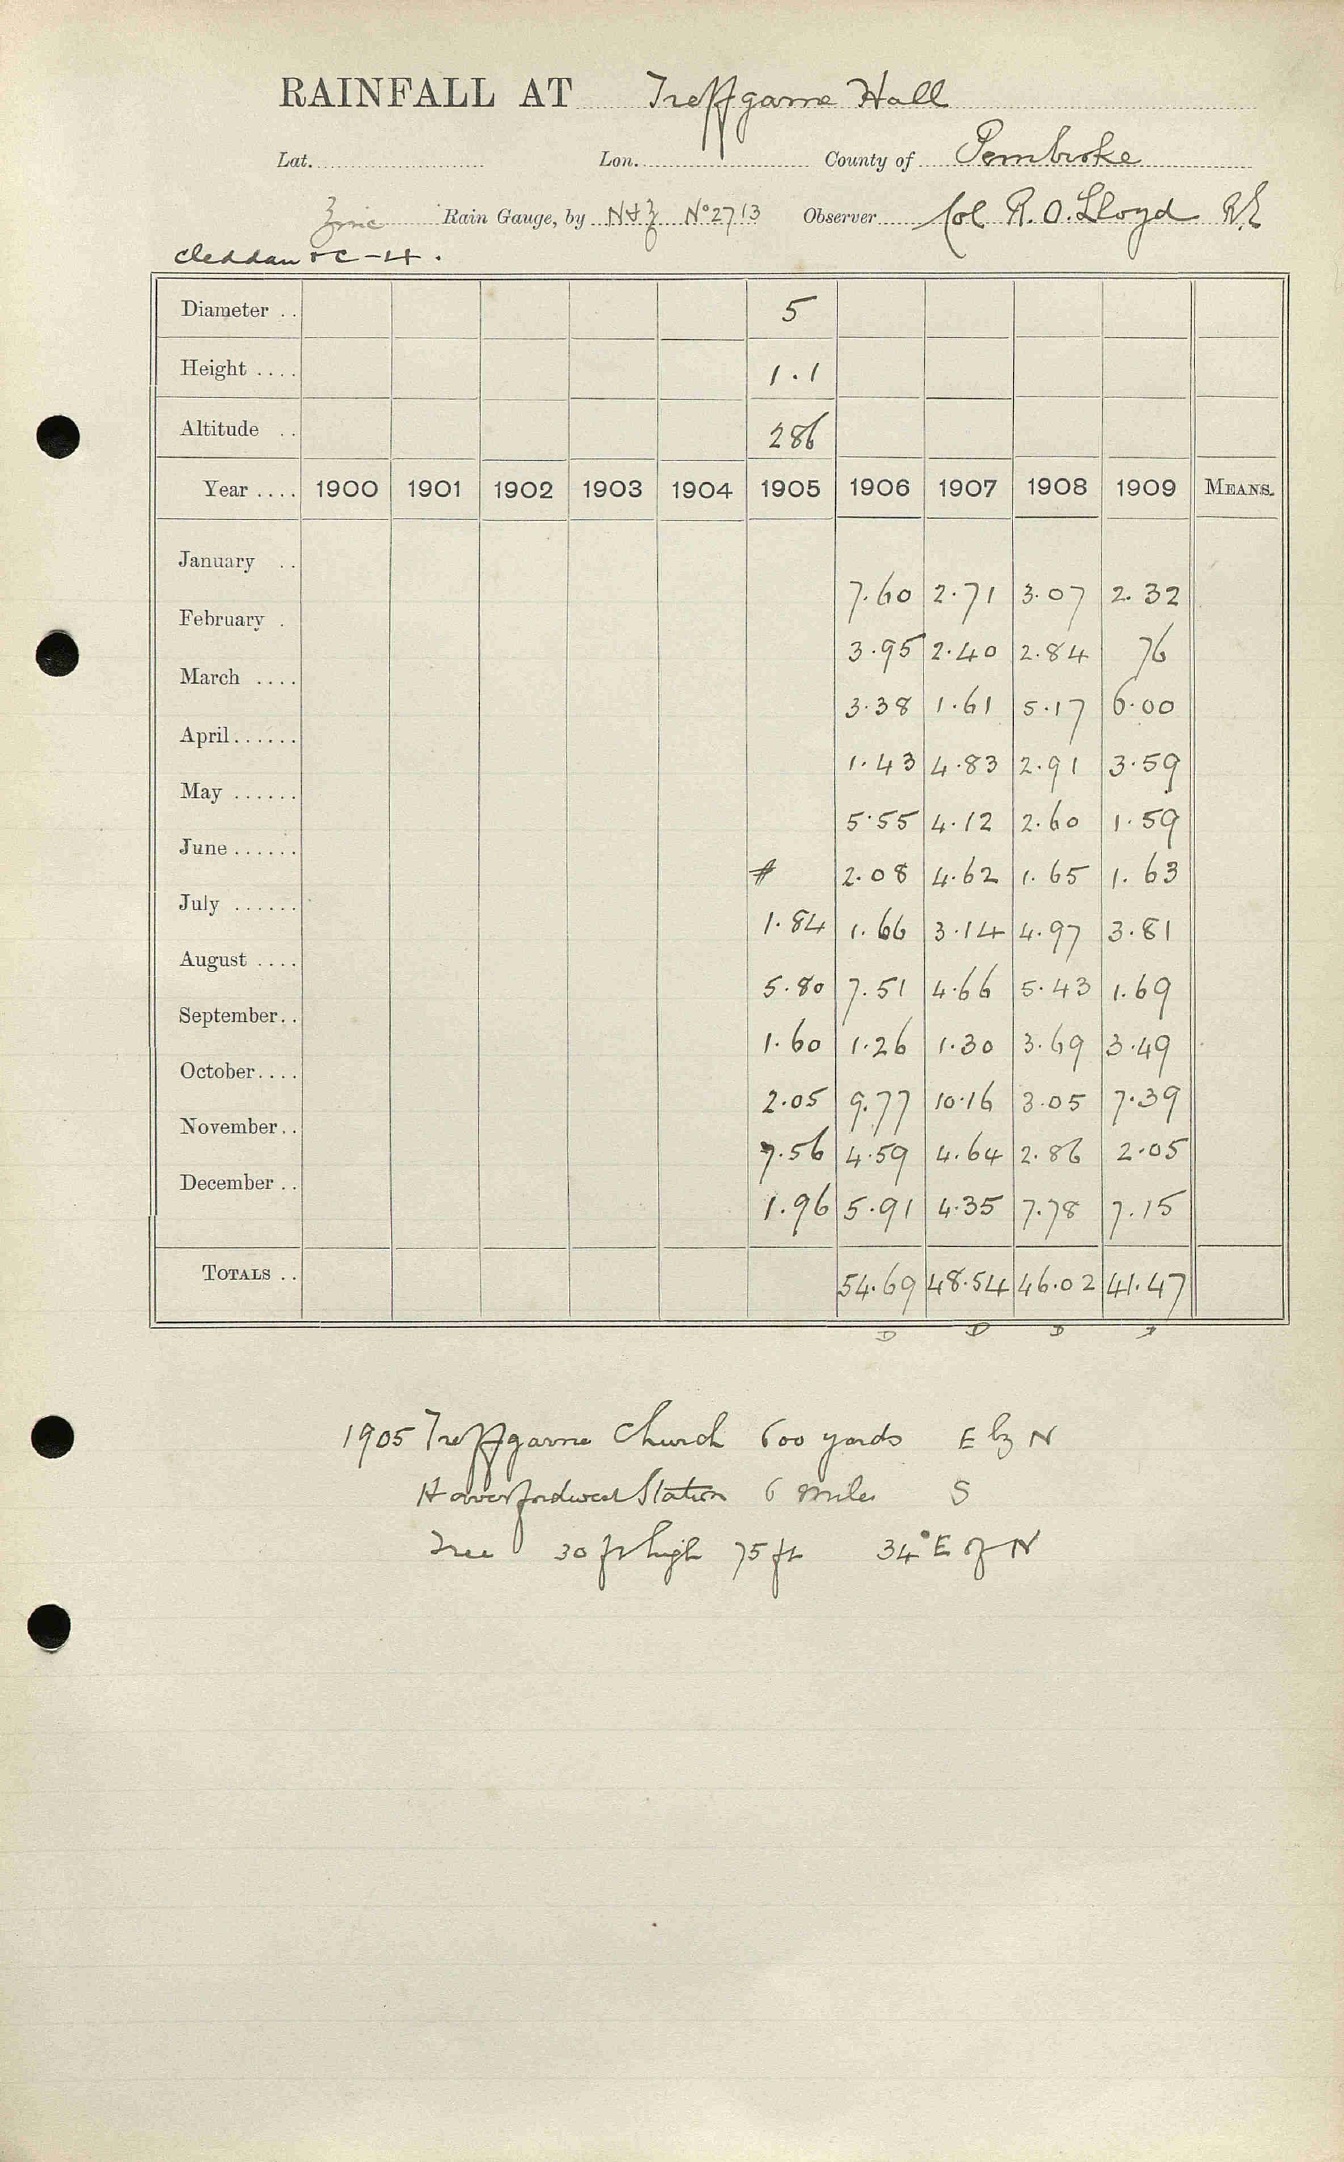 RAINFALL AT Treffgarne Hall
Lat. Lon. County of Pembroke
Zinc Rain Gauge, by N & Z No 2713 Observer Col R. O. Lloyd R.E
Cleddau & C-H.
Diameter .. 5
Height .... 1.1
Altitude .. 286
Year .... 1900 1901 1902 1903 1904 1905 1906 1907 1908 1909 MEANS.
January .. 7.60 2.71 3.07 2.32
February . 3.95 2.40 2.84 76
March .... 3.38 1.61 5.17 6.00
April...... 1.43 4.83 2.91 3.59
May ...... 5.55 4.12 2.60 1.59
June...... # 2.08 4.62 1.65 1.63
July ...... 1.84 1.66 3.14 4.97 3.81
August .... 5.80 7.51 4.66 5.43 1.69
September.. 1.60 1.26 1.30 3.69 3.49
October.... 2.05 9.77 10.16 3.05 7.39
November.. 7.56 4.59 4.64 2.86 2.05
December .. 1.96 5.91 4.35 7.78 7.15
TOTALS .. 54.69 48.54 46.02 41.47
D D D
1905 Treffgarne Church 600 yards E by N
Haverfordwest Station 6 miles S
Tree 30 ft high 75 ft 34° E of N